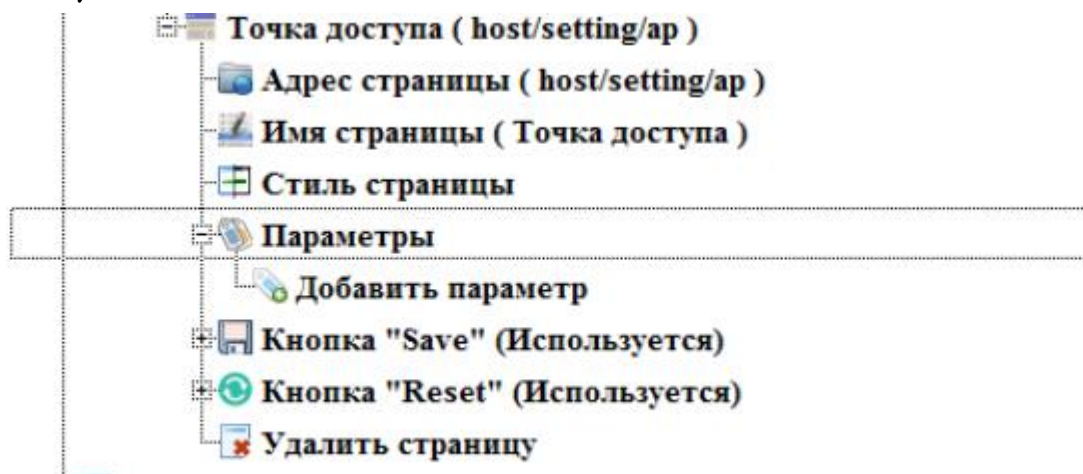 Точка доступа ( host/setting/ap )
Адрес страницы ( host/setting/ap )
Имя страницы ( Точка доступа )
Стиль страницы
Параметры
Добавить параметр
Кнопка "Save" (Используется)
Кнопка "Reset" (Используется)
Удалить страницу